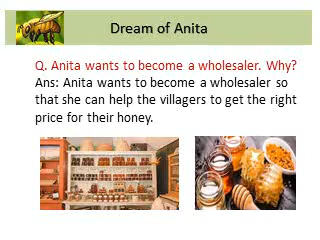 Dream of Anita
Q. Anita wants to become a wholesaler. Why?
Ans: Anita wants to become a wholesaler so
that she can help the villagers to get the right
price for their honey.